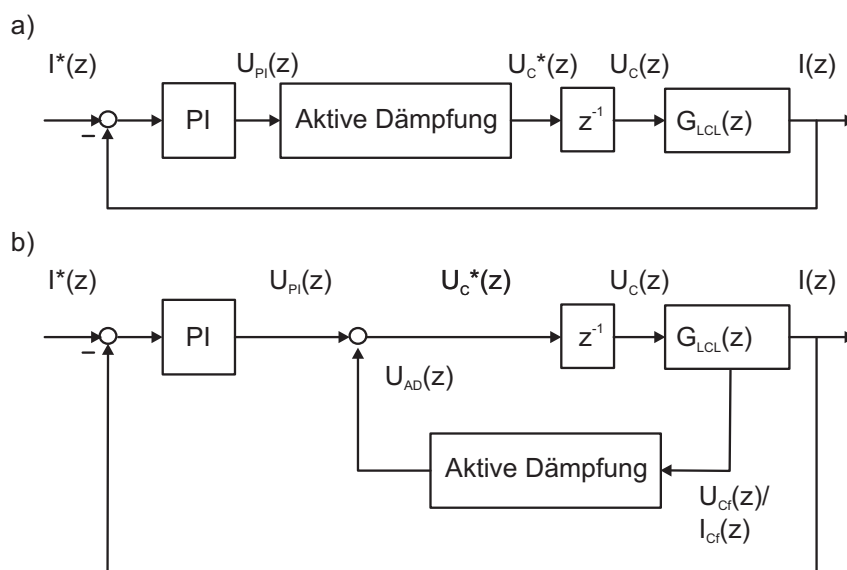 a)
I*(z)
U_PI(z)
U_C*(z)
U_C(z)
I(z)
PI
Aktive Dämpfung
z^-1
G_LCL(z)
–
b)
I*(z)
U_PI(z)
U_C*(z)
U_C(z)
I(z)
PI
z^-1
G_LCL(z)
–
U_AD(z)
Aktive Dämpfung
U_Cf(z)/
I_Cf(z)